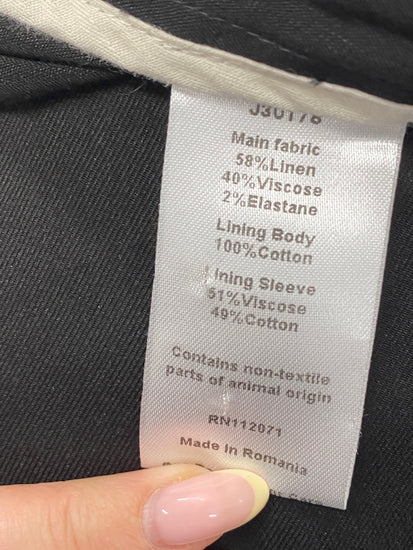 J30178
Main fabric
58%Linen
40%Viscose
2%Elastane
Lining Body
100%Cotton
Lining Sleeve
51%Viscose
49%Cotton
Contains non-textile
parts of animal origin
RN112071
Made in Romania